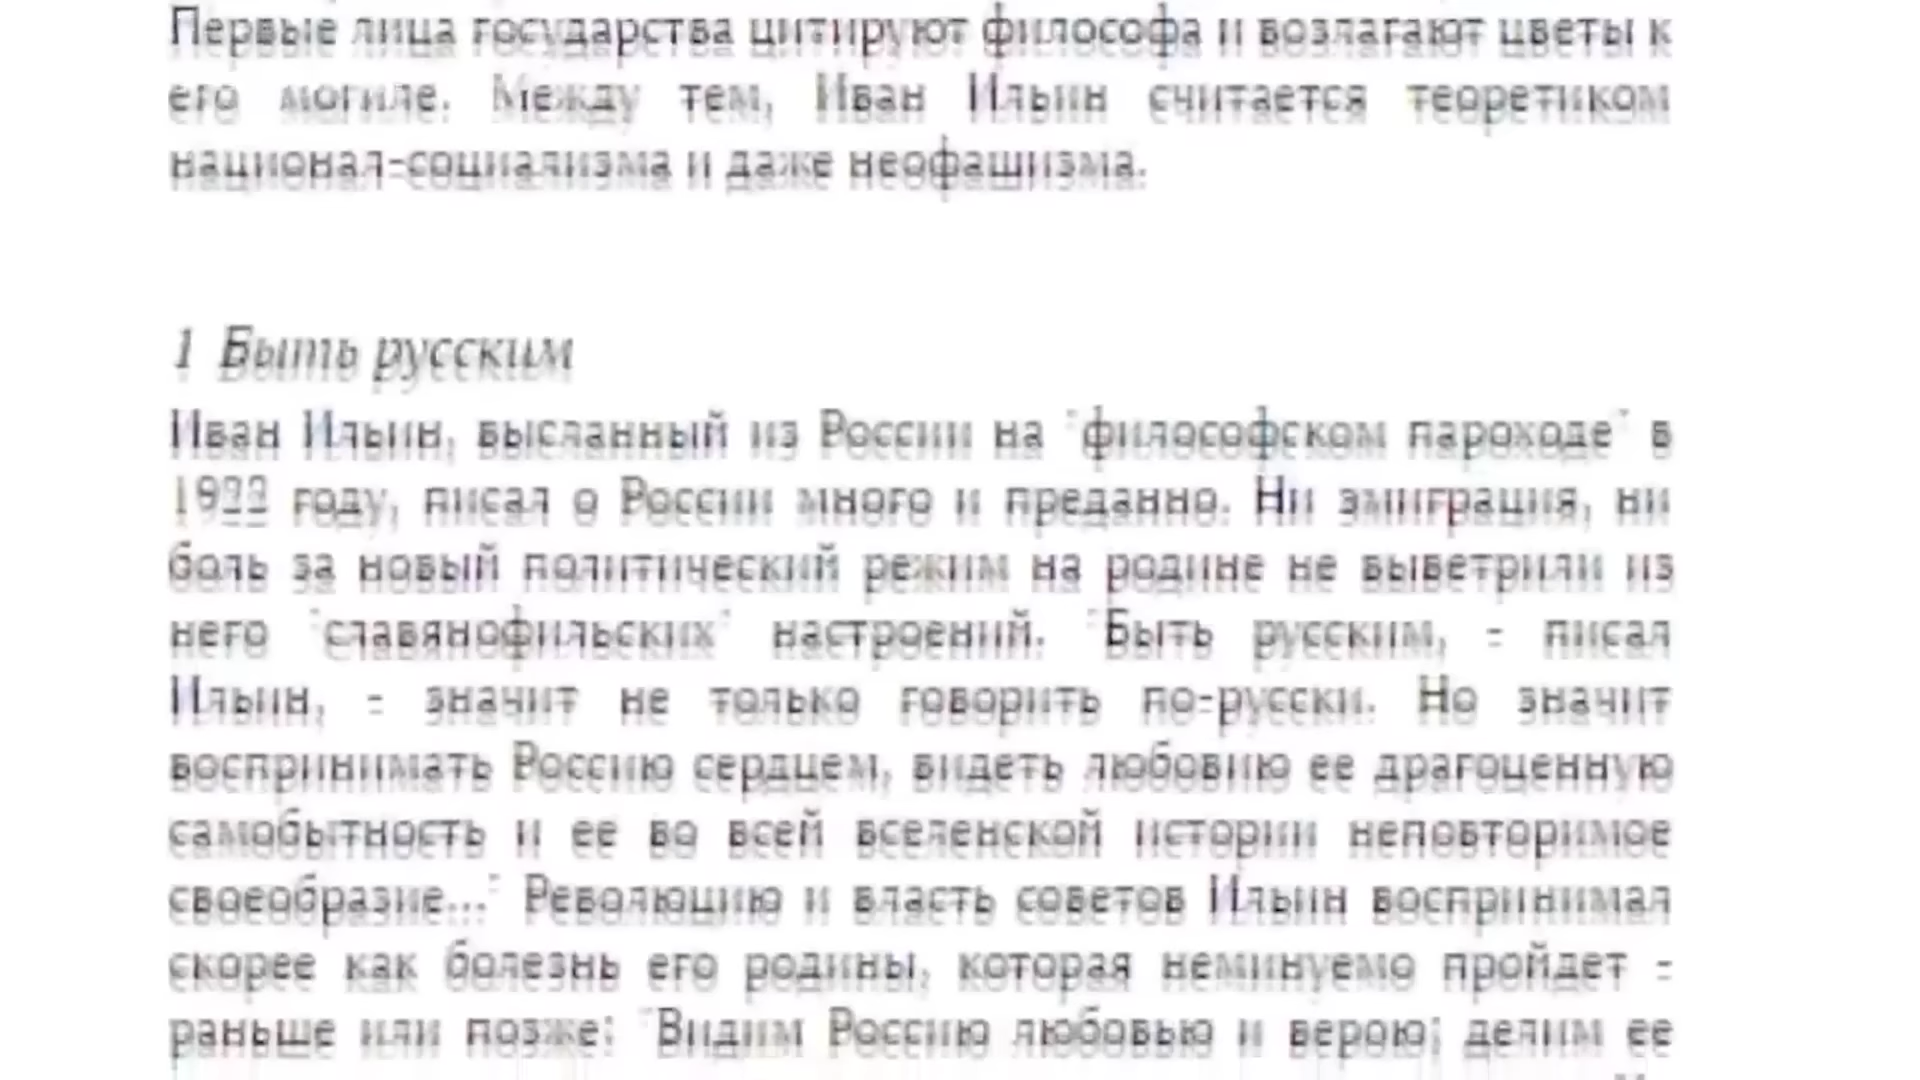 Первые лица государства цитируют философа и возлагают цветы к
его могиле. Между тем, Иван Ильин считается теоретиком
национал-социализма и даже неофашизма.
1 Быть русским
Иван Ильин, высланный из России на "философском пароходе" в
1922 году, писал о России много и преданно. Ни эмиграция, ни
боль за новый политический режим на родине не выветрили из
него "славянофильских" настроений. "Быть русским, - писал
Ильин, - значит не только говорить по-русски. Но значит
воспринимать Россию сердцем, видеть любовию ее драгоценную
самобытность и ее во всей вселенской истории неповторимое
своеобразие..." Революцию и власть советов Ильин воспринимал
скорее как болезнь его родины, которая неминуемо пройдет -
раньше или позже: "Видим Россию любовью и верою; делим ее